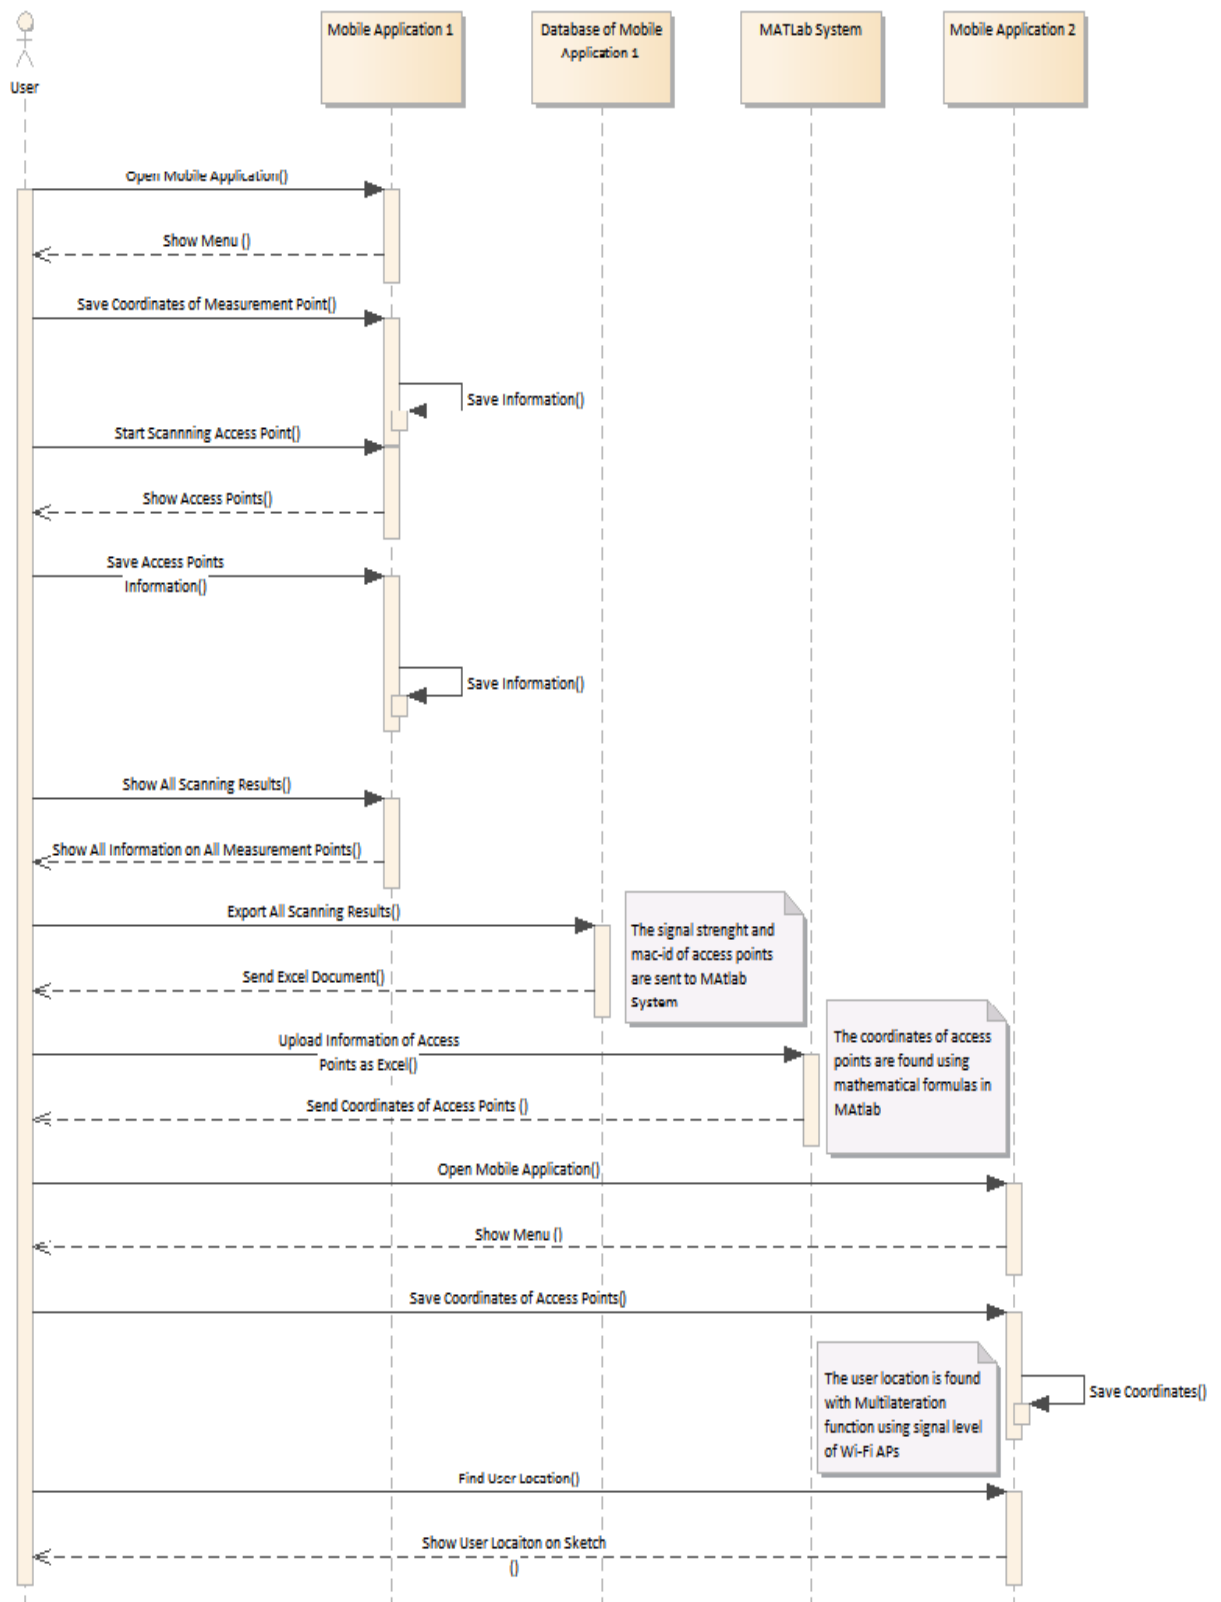 User
Mobile Application 1
Database of Mobile
Application 1
MATLab System
Mobile Application 2
Open Mobile Application()
Show Menu ()
Save Coordinates of Measurement Point()
Save Information()
Start Scannning Access Point()
Show Access Points()
Save Access Points
Information()
Save Information()
Show All Scanning Results()
Show All Information on All Measurement Points()
Export All Scanning Results()
The signal strenght and
mac-id of access points
are sent to MAtlab
System
Send Excel Document()
Upload Information of Access
Points as Excel()
The coordinates of access
points are found using
mathematical formulas in
MAtlab
Send Coordinates of Access Points ()
Open Mobile Application()
Show Menu ()
Save Coordinates of Access Points()
The user location is found
with Multilateration
function using signal level
of Wi-Fi APs
Save Coordinates()
Find User Location()
Show User Locaiton on Sketch
()